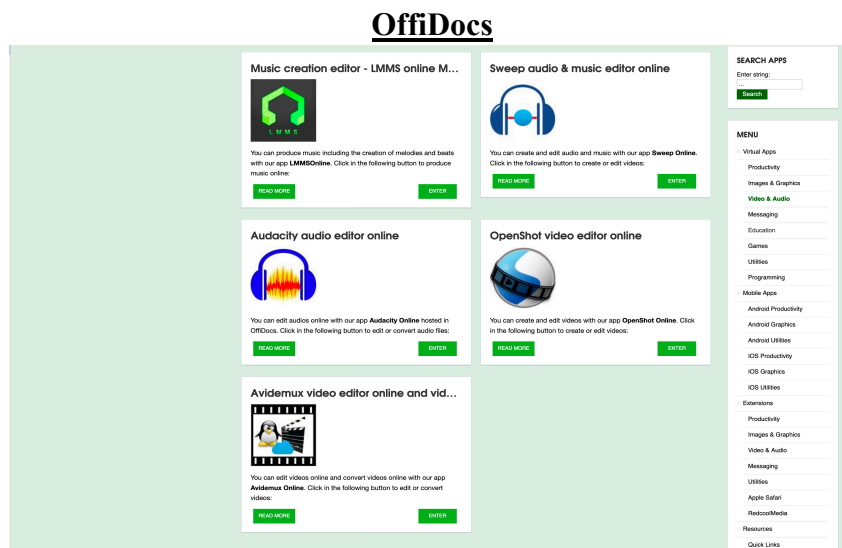 OffiDocs
Music creation editor - LMMS online M...
LMMS
You can produce music including the creation of melodies and beats
with our app LMMSOnline. Click in the following button to produce
music online:
READ MORE
ENTER
Sweep audio & music editor online
You can create and edit audio and music with our app Sweep Online.
Click in the following button to create or edit videos:
READ MORE
ENTER
Audacity audio editor online
You can edit audios online with our app Audacity Online hosted in
OffiDocs. Click in the following button to edit or convert audio files:
READ MORE
ENTER
OpenShot video editor online
You can create and edit videos with our app OpenShot Online. Click
in the following button to create or edit videos:
READ MORE
ENTER
Avidemux video editor online and vid...
You can edit videos online and convert videos online with our app
Avidemux Online. Click in the following button to edit or convert
videos:
READ MORE
ENTER
SEARCH APPS
Enter string:
...
Search
MENU
Virtual Apps
Productivity
Images & Graphics
Video & Audio
Messaging
Education
Games
Utilities
Programming
Mobile Apps
Android Productivity
Android Graphics
Android Utilities
IOS Productivity
IOS Graphics
IOS Utilities
Extensions
Productivity
Images & Graphics
Video & Audio
Messaging
Utilities
Apple Safari
RedcoolMedia
Resources
Quick Links